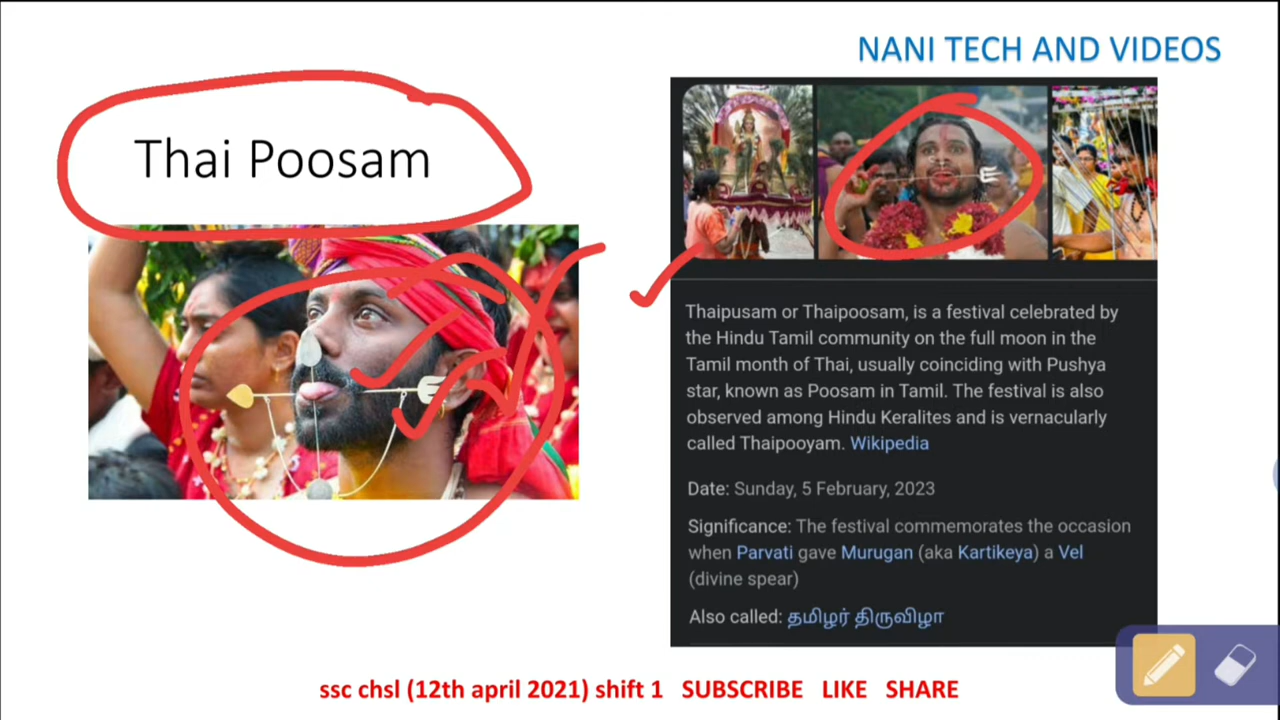 NANI TECH AND VIDEOS
Thai Poosam
Thaipusam or Thaipoosam, is a festival celebrated by
the Hindu Tamil community on the full moon in the
Tamil month of Thai, usually coinciding with Pushya
star, known as Poosam in Tamil. The festival is also
observed among Hindu Keralites and is vernacularly
called Thaipooyam. Wikipedia
Date: Sunday, 5 February, 2023
Significance: The festival commemorates the occasion
when Parvati gave Murugan (aka Kartikeya) a Vel
(divine spear)
Also called: தமிழர் திருவிழா
ssc chsl (12th april 2021) shift 1 SUBSCRIBE LIKE SHARE